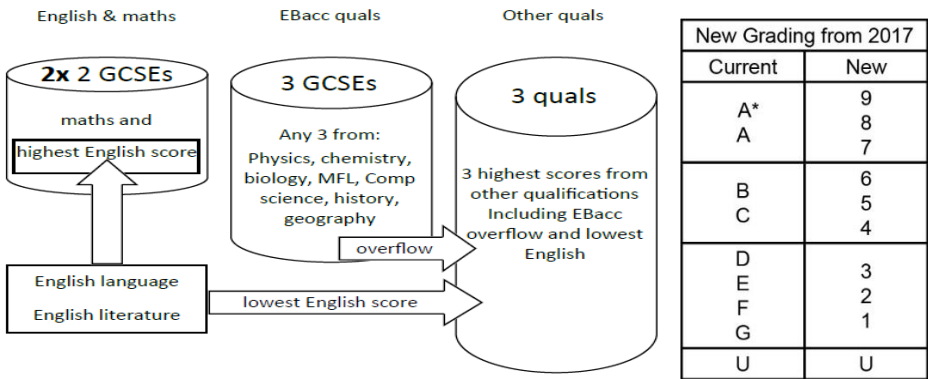 English & maths
2x 2 GCSEs
maths and
highest English score
English language
English literature
EBacc quals
3 GCSEs
Any 3 from:
Physics, chemistry,
biology, MFL, Comp
science, history,
geography
overflow
lowest English score
Other quals
3 quals
3 highest scores from
other qualifications
Including EBacc
overflow and lowest
English
New Grading from 2017
Current New
A*
A
9
8
7
B
C
6
5
4
D
E
F
G
3
2
1
U U